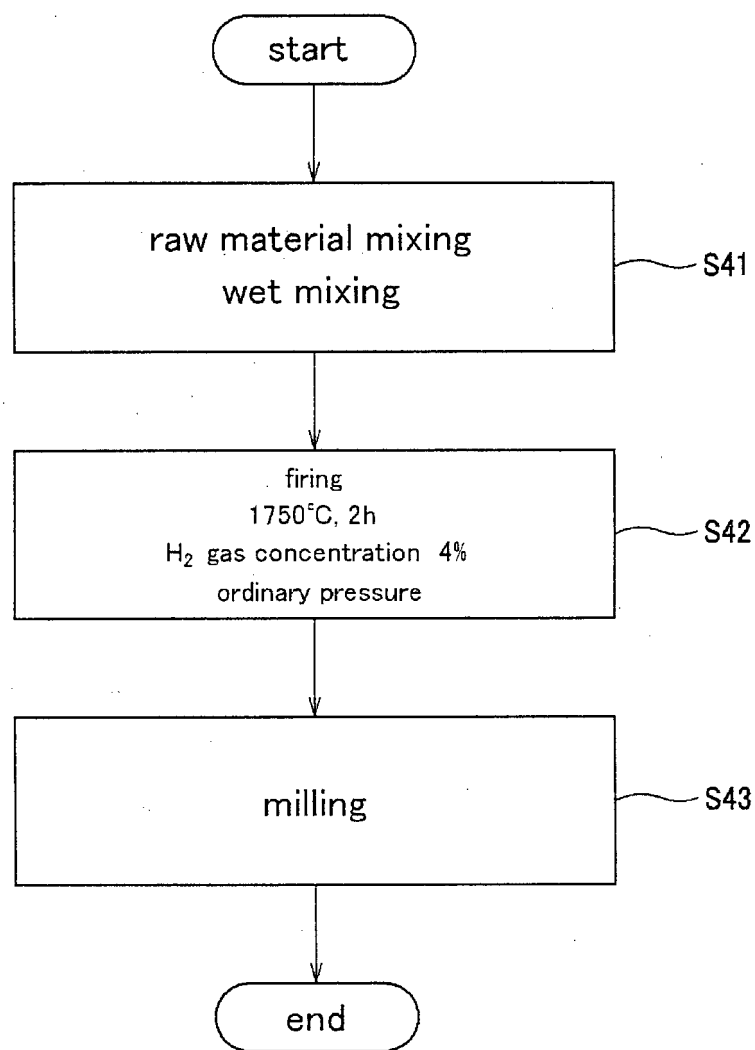 start
raw material mixing
wet mixing
S41
firing
1750°C, 2h
H₂ gas concentration 4%
ordinary pressure
S42
milling
S43
end